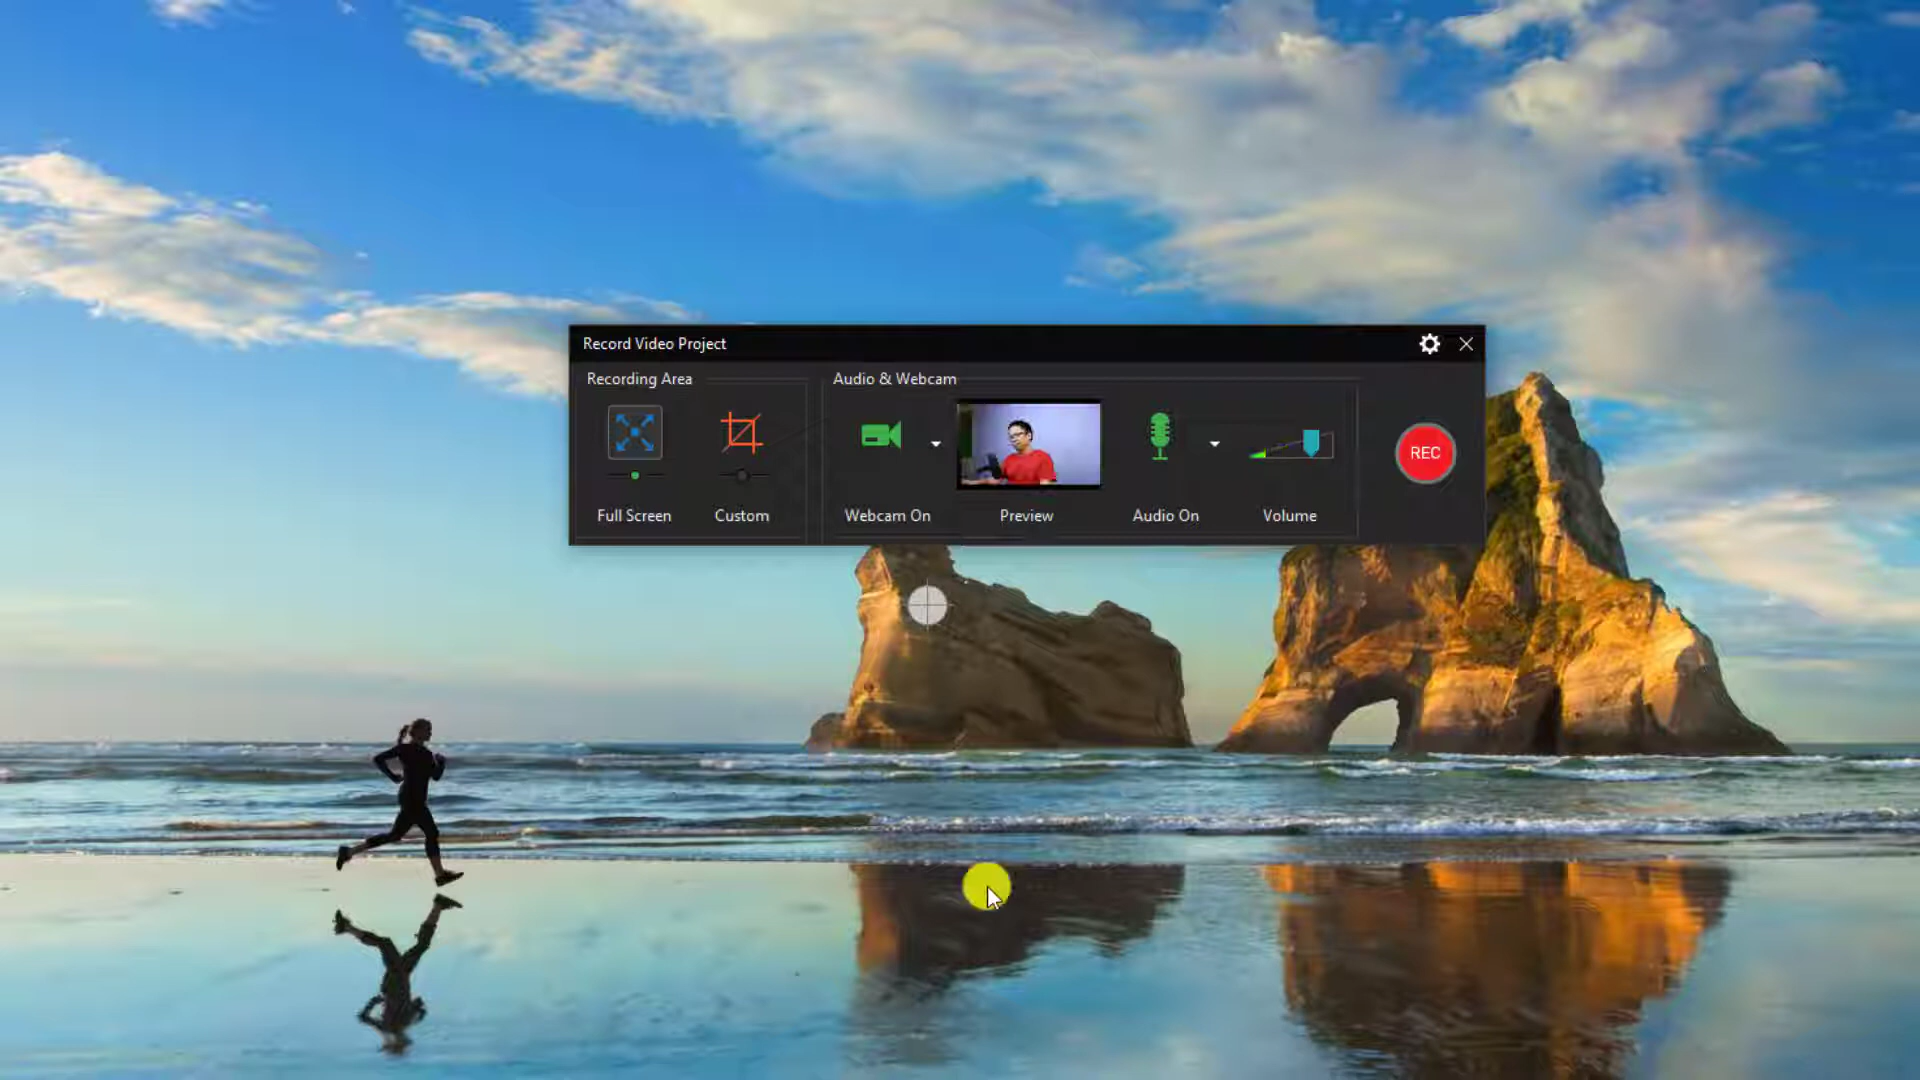 Record Video Project
Recording Area
Audio & Webcam
REC
Full Screen
Custom
Webcam On
Preview
Audio On
Volume